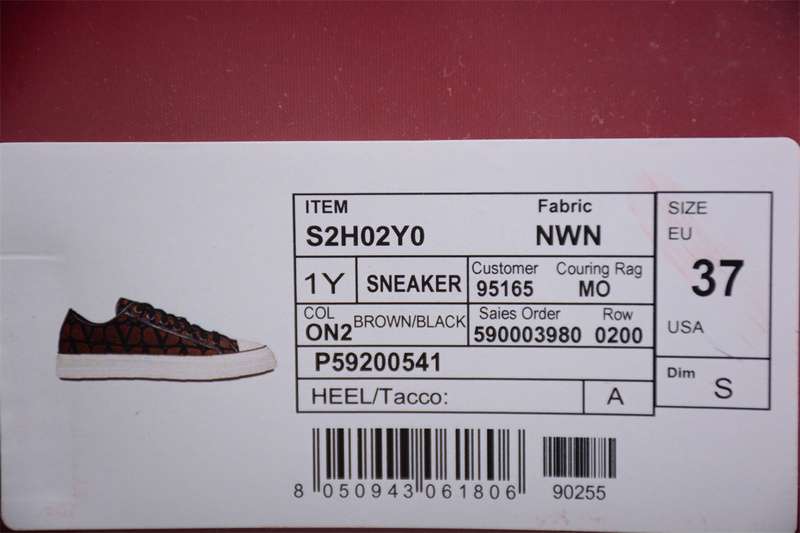 ITEM Fabric
S2H02Y0 NWN
1Y SNEAKER
Customer Couring Rag
95165 MO
COL
ON2 BROWN/BLACK
Saies Order Row
590003980 0200
P59200541
HEEL/Tacco: A
SIZE
EU
37
USA
Dim
S
8 050943 061806
90255